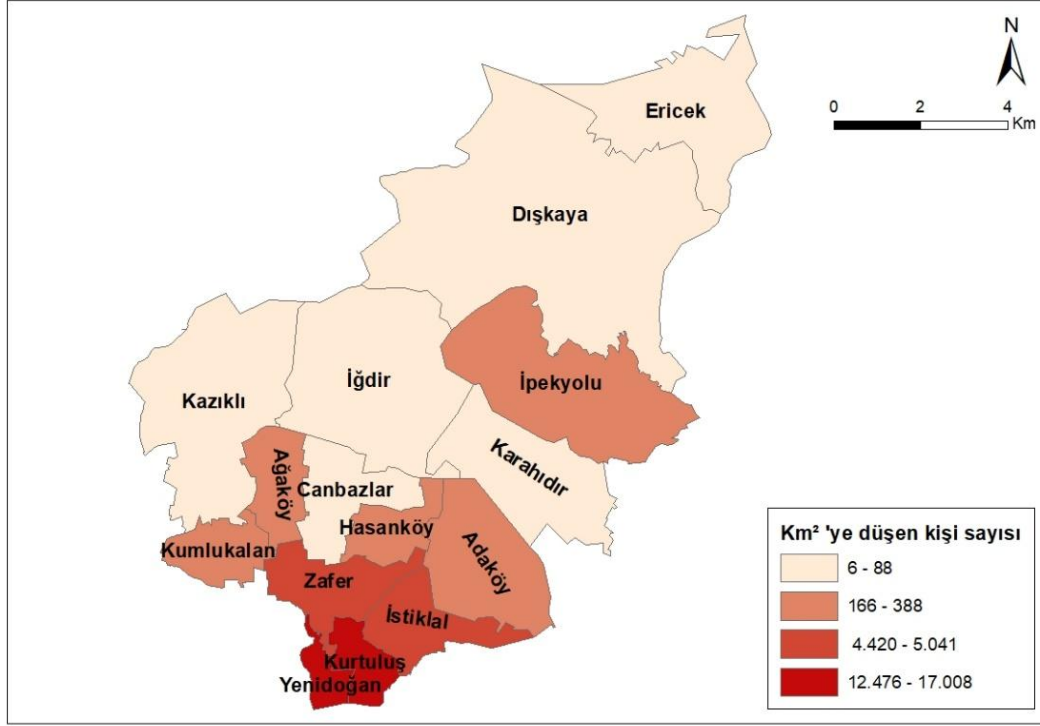 N
0 2 4
Km
Ericek
Dışkaya
İpekyolu
İğdir
Kazıklı
Karahıdır
Ağaköy
Canbazlar
Hasanköy
Adaköy
Kumlukalan
Zafer
İstiklal
Kurtuluş
Yenidoğan
Km² 'ye düşen kişi sayısı
6 - 88
166 - 388
4.420 - 5.041
12.476 - 17.008